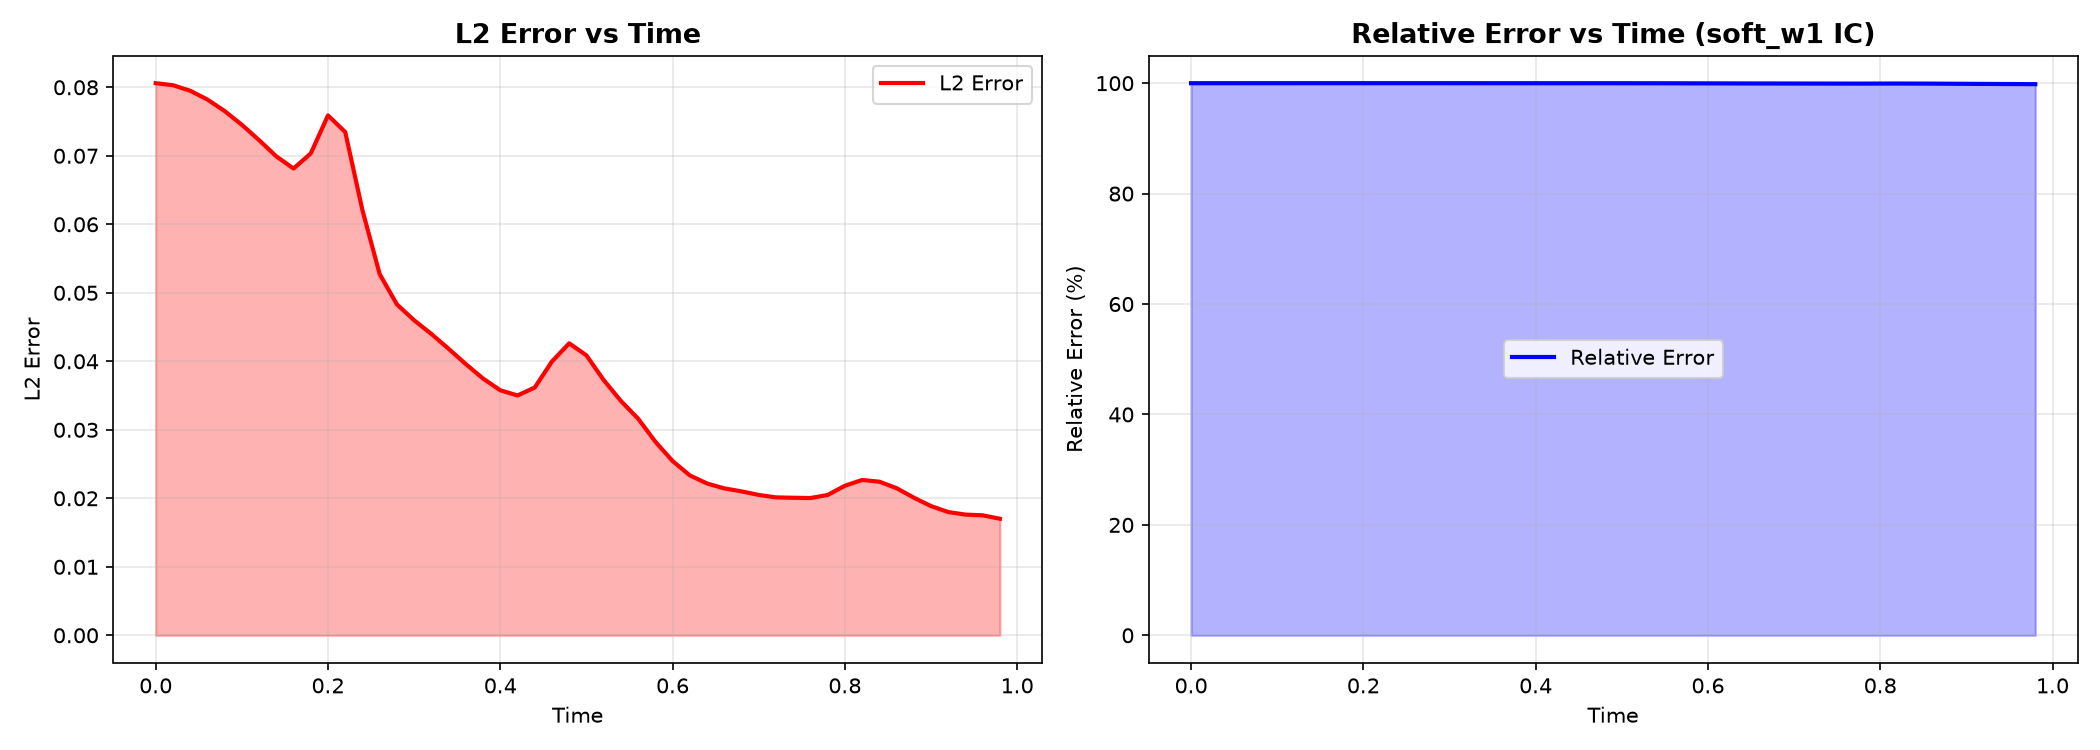 L2 Error vs Time
L2 Error
0.08
0.07
0.06
0.05
0.04
0.03
0.02
0.01
0.00
L2 Error
0.0 0.2 0.4 0.6 0.8 1.0
Time
Relative Error vs Time (soft_w1 IC)
Relative Error
100
80
60
40
20
0
Relative Error (%)
0.0 0.2 0.4 0.6 0.8 1.0
Time